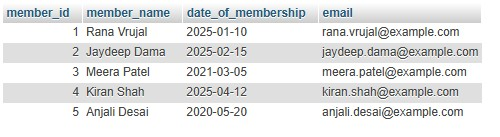 member_id member_name date_of_membership email
1 Rana Vrujal 2025-01-10 rana.vrujal@example.com
2 Jaydeep Dama 2025-02-15 jaydeep.dama@example.com
3 Meera Patel 2021-03-05 meera.patel@example.com
4 Kiran Shah 2025-04-12 kiran.shah@example.com
5 Anjali Desai 2020-05-20 anjali.desai@example.com